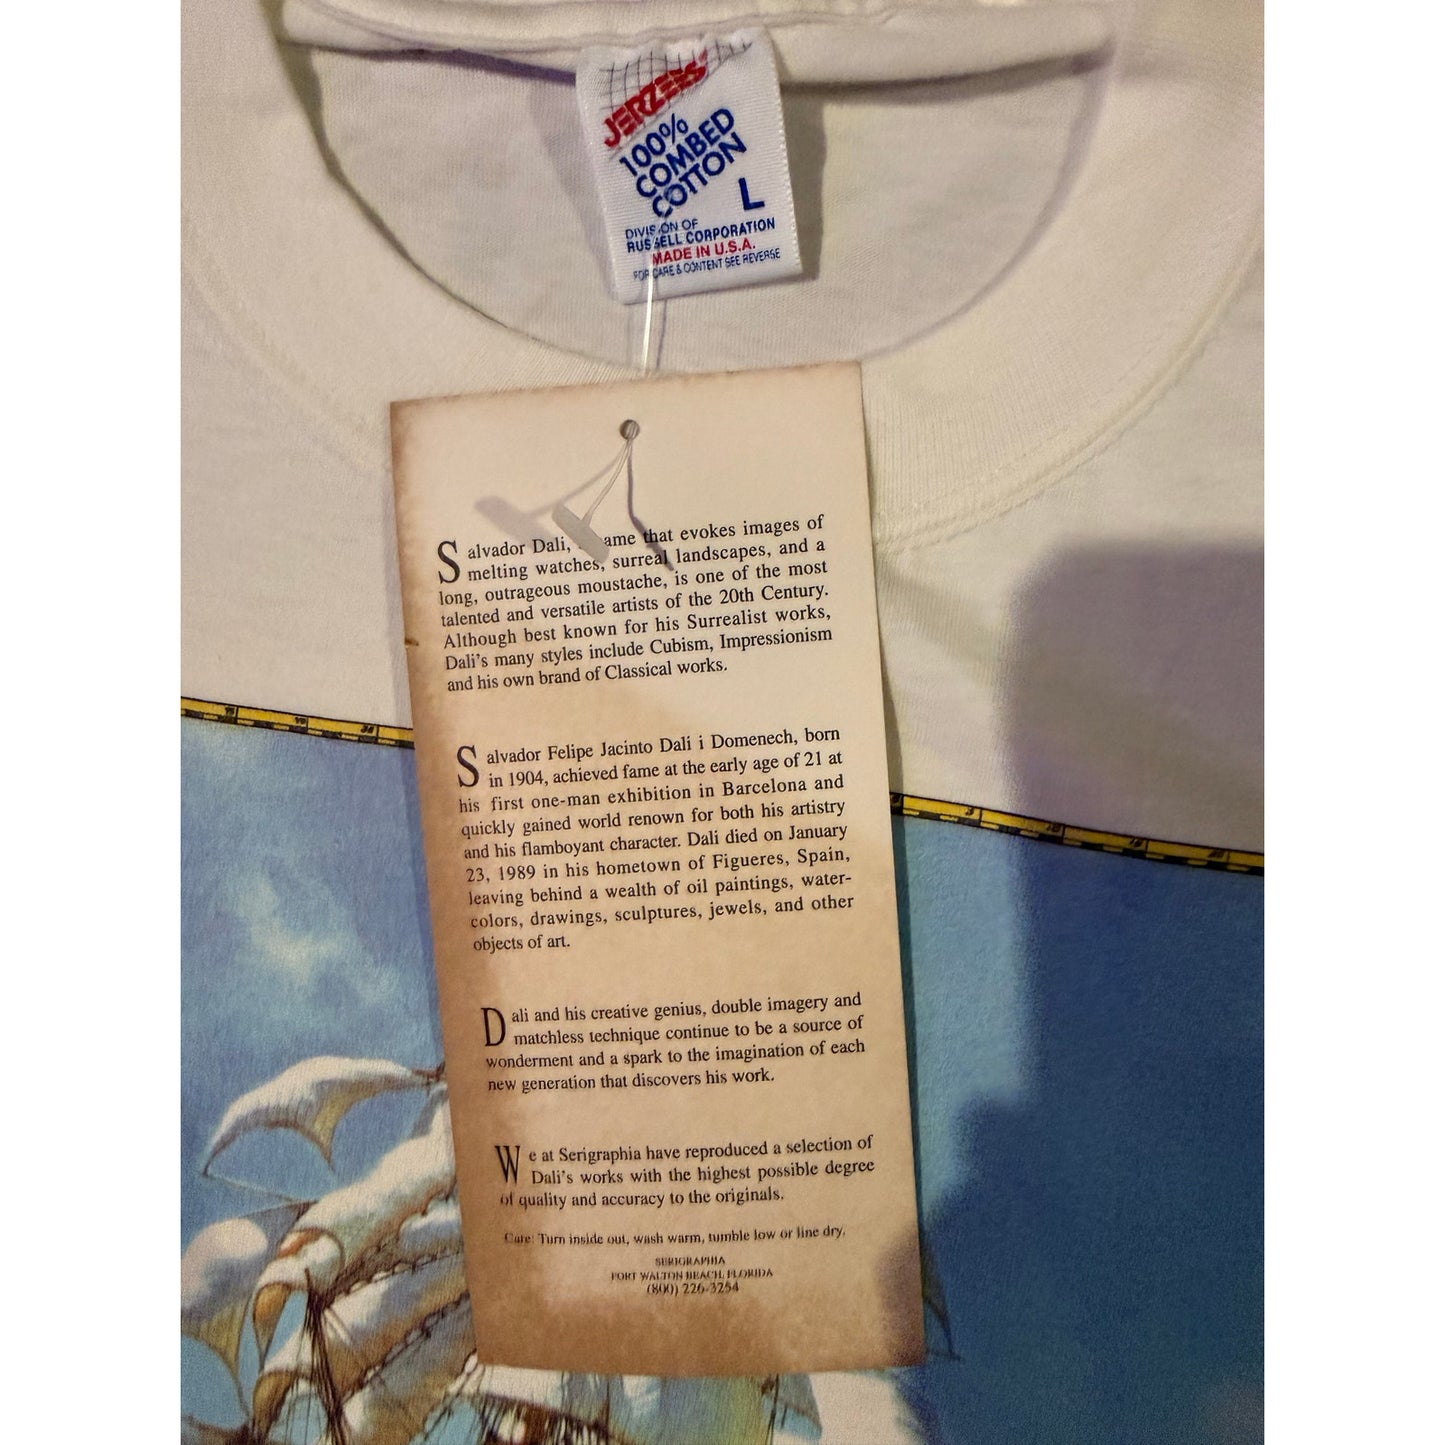 JERZEES
100%
COMBED
COTTON
L
DIVISION OF
RUSSELL CORPORATION
MADE IN U.S.A.
FOR CARE & CONTENT SEE REVERSE
Salvador Dali, ame that evokes images of
melting watches, surreal landscapes, and a
long, outrageous moustache, is one of the most
talented and versatile artists of the 20th Century.
Although best known for his Surrealist works,
Dali's many styles include Cubism, Impressionism
and his own brand of Classical works.
Salvador Felipe Jacinto Dali i Domenech, born
in 1904, achieved fame at the early age of 21 at
his first one-man exhibition in Barcelona and
quickly gained world renown for both his artistry
and his flamboyant character. Dali died on January
23, 1989 in his hometown of Figueres, Spain,
leaving behind a wealth of oil paintings, water-
colors, drawings, sculptures, jewels, and other
objects of art.
Dali and his creative genius, double imagery and
matchless technique continue to be a source of
wonderment and a spark to the imagination of each
new generation that discovers his work.
We at Serigraphia have reproduced a selection of
Dali's works with the highest possible degree
of quality and accuracy to the originals.
Care: Turn inside out, wash warm, tumble low or line dry.
SERIGRAPHIA
FORT WALTON BEACH, FLORIDA
(800) 226-3254